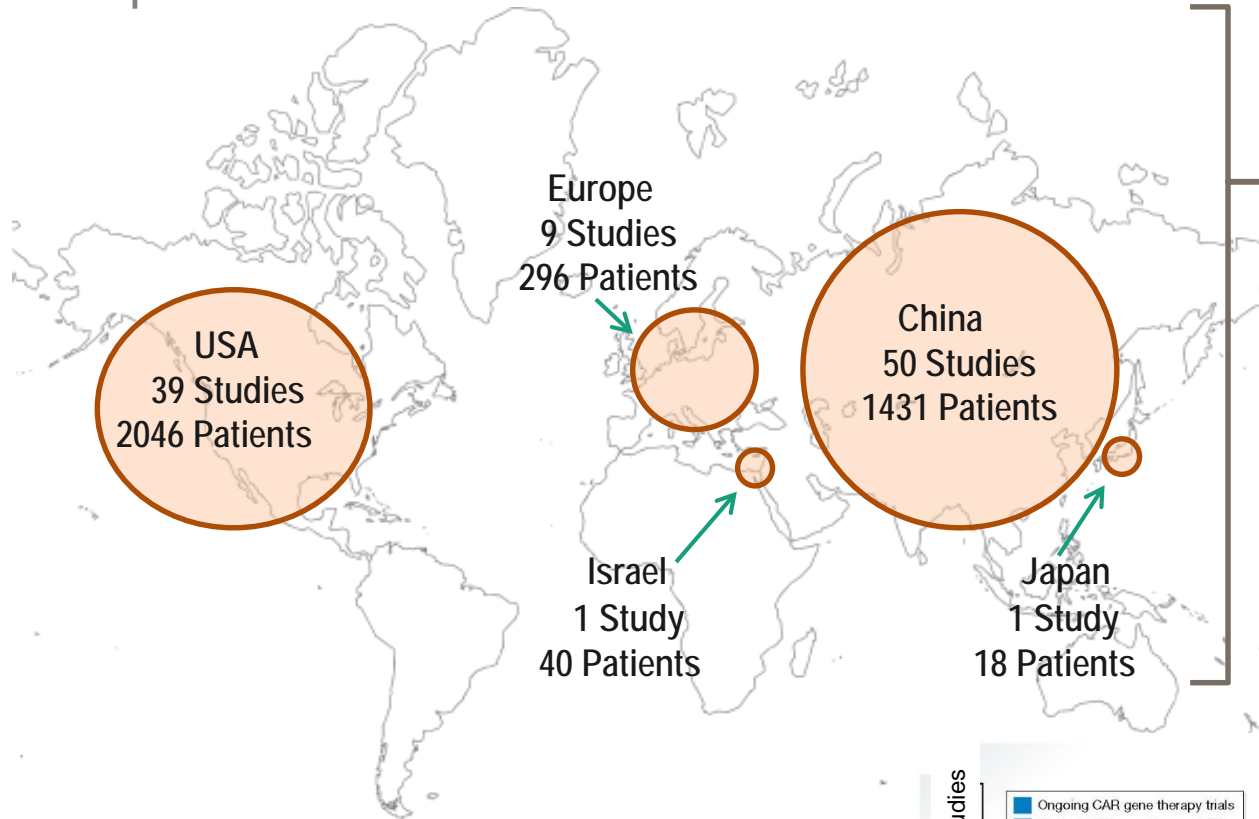 Europe
9 Studies
296 Patients
USA
39 Studies
2046 Patients
China
50 Studies
1431 Patients
Israel
1 Study
40 Patients
Japan
1 Study
18 Patients
Ongoing CAR gene therapy trials